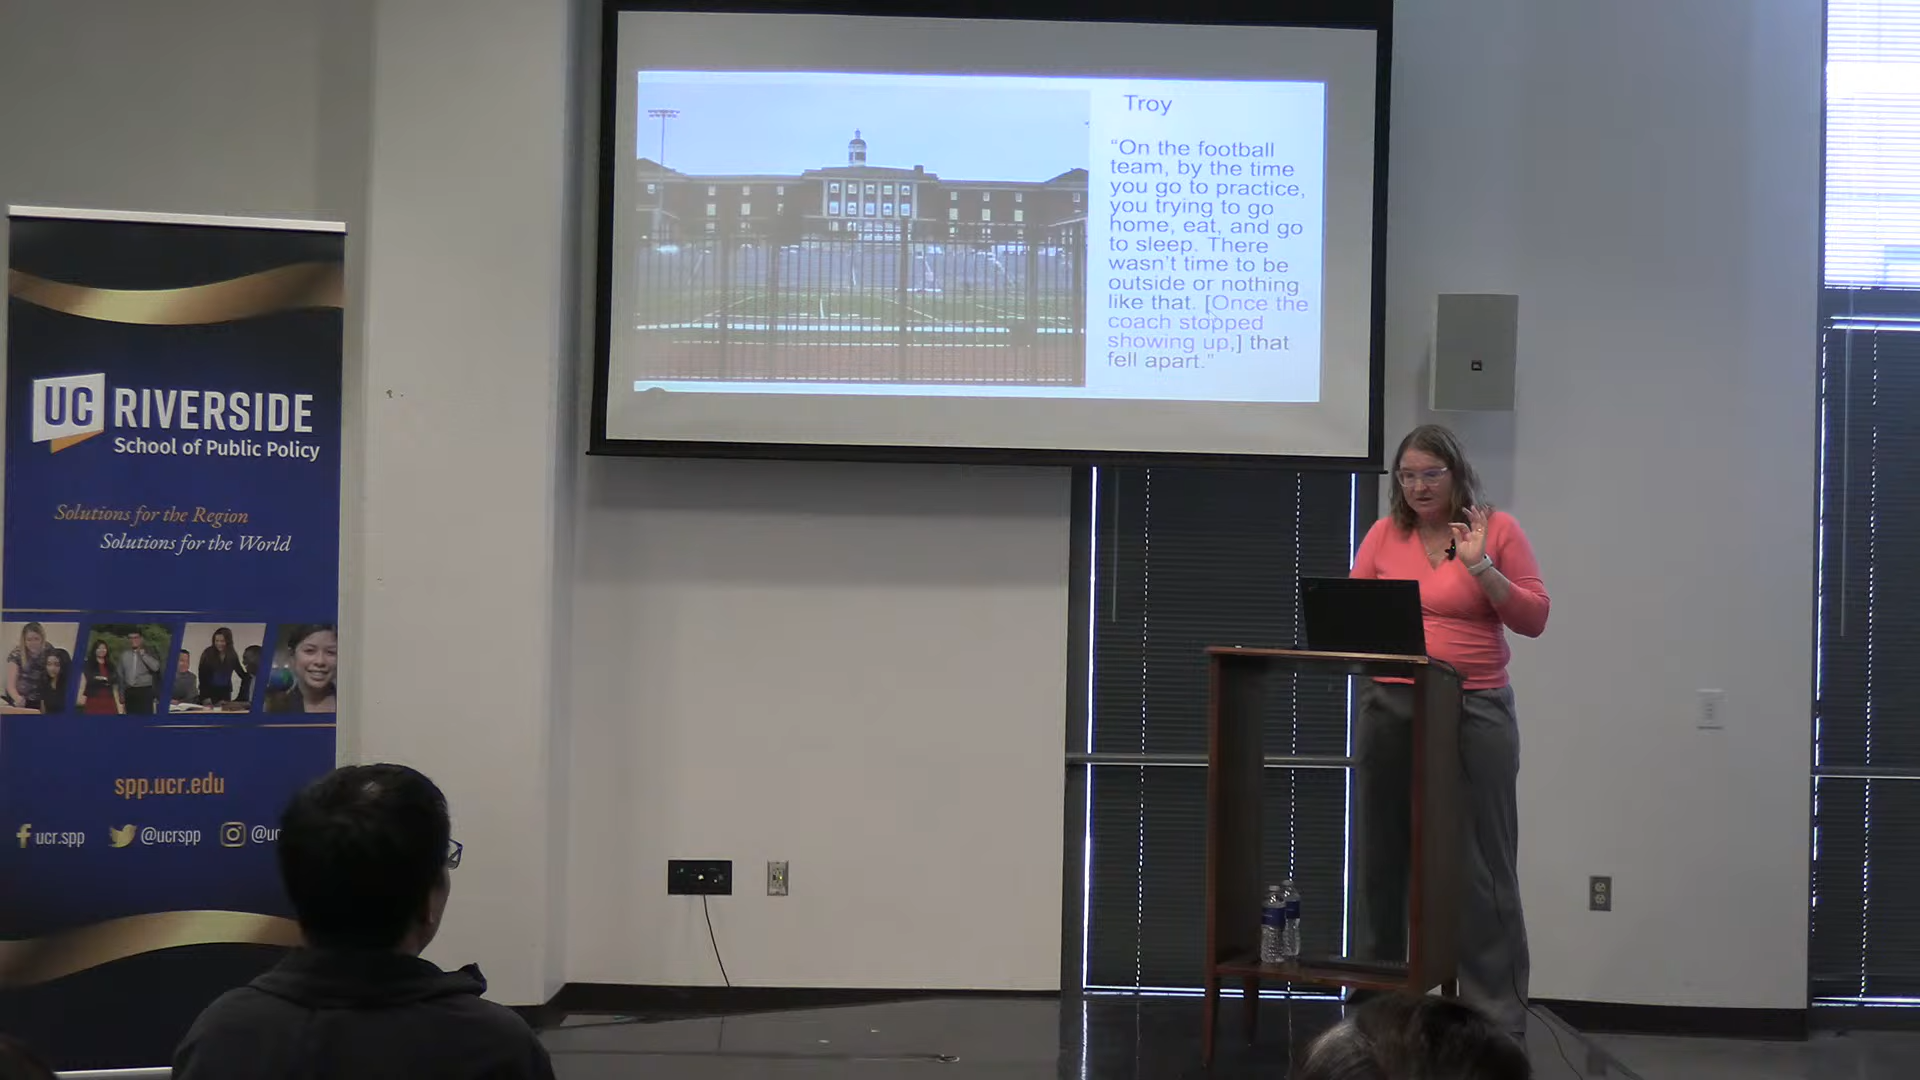 Troy
“On the football
team, by the time
you go to practice,
you trying to go
home, eat, and go
to sleep. There
wasn't time to be
outside or nothing
like that. [Once the
coach stopped
showing up,] that
fell apart.”
UC RIVERSIDE
School of Public Policy
Solutions for the Region
Solutions for the World
spp.ucr.edu
ucr.spp @ucrspp